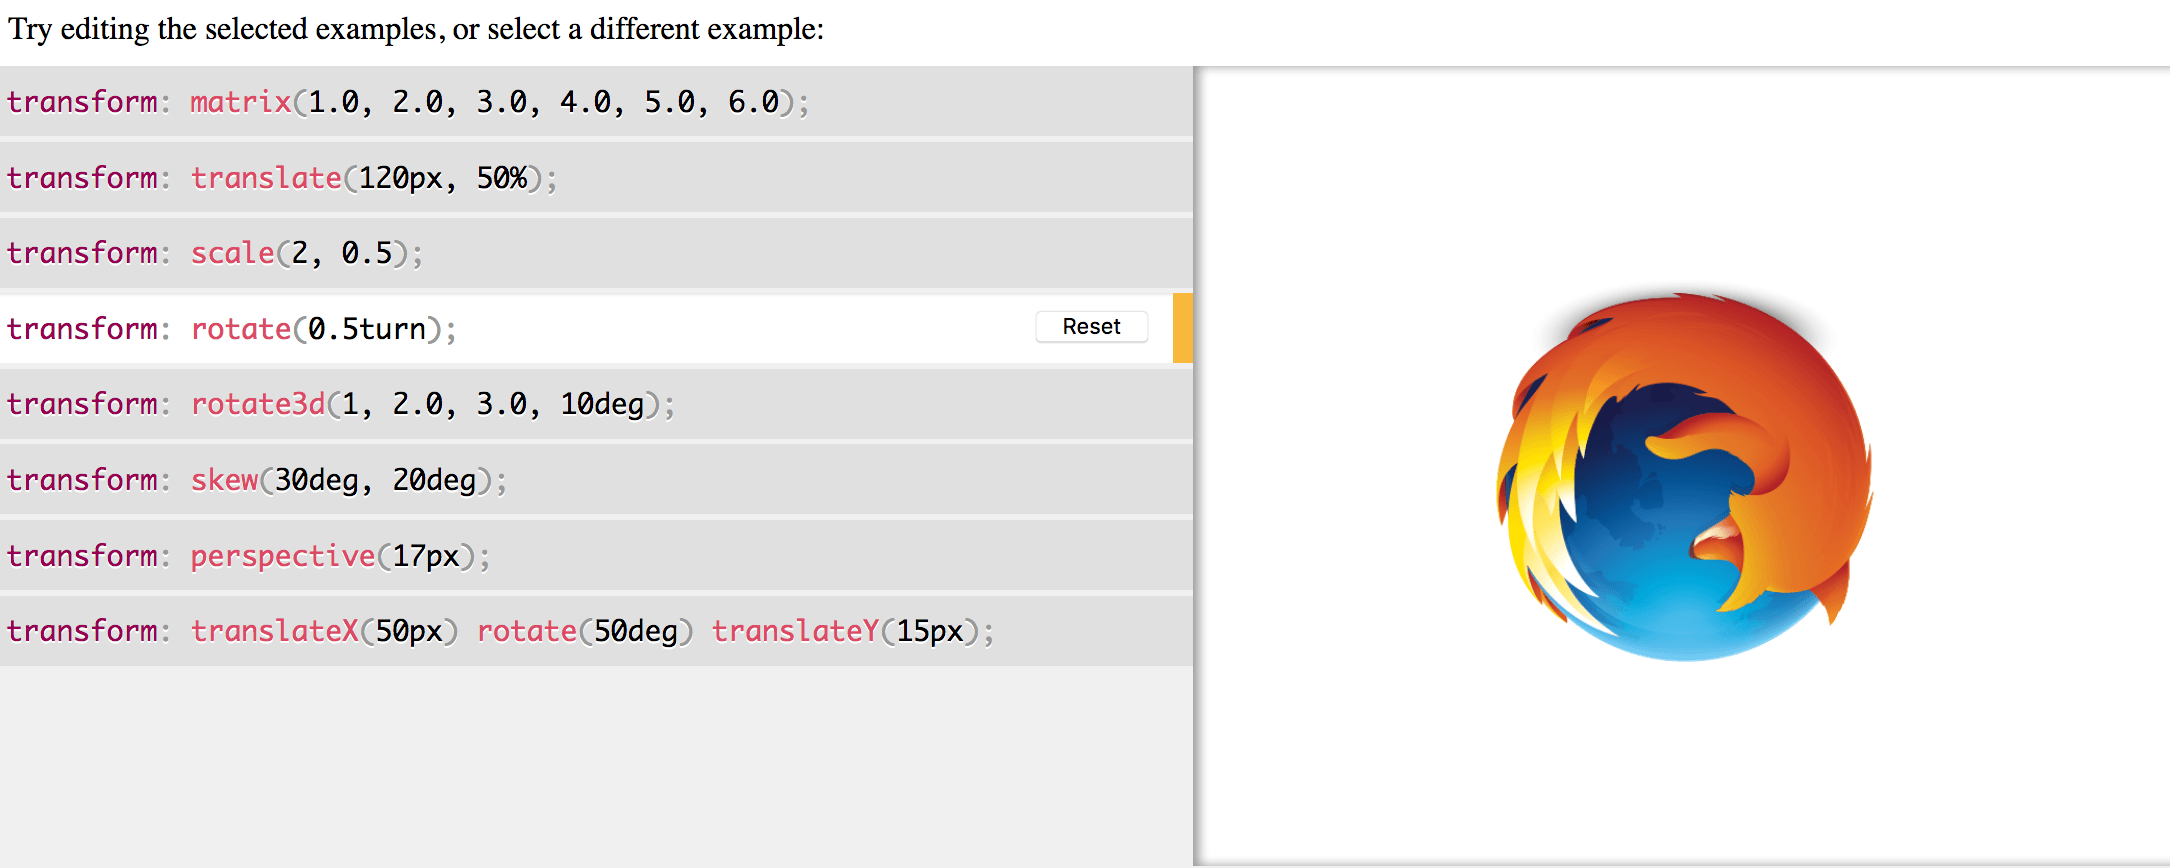 Try editing the selected examples, or select a different example:
transform: matrix(1.0, 2.0, 3.0, 4.0, 5.0, 6.0);
transform: translate(120px, 50%);
transform: scale(2, 0.5);
transform: rotate(0.5turn); Reset
transform: rotate3d(1, 2.0, 3.0, 10deg);
transform: skew(30deg, 20deg);
transform: perspective(17px);
transform: translateX(50px) rotate(50deg) translateY(15px);